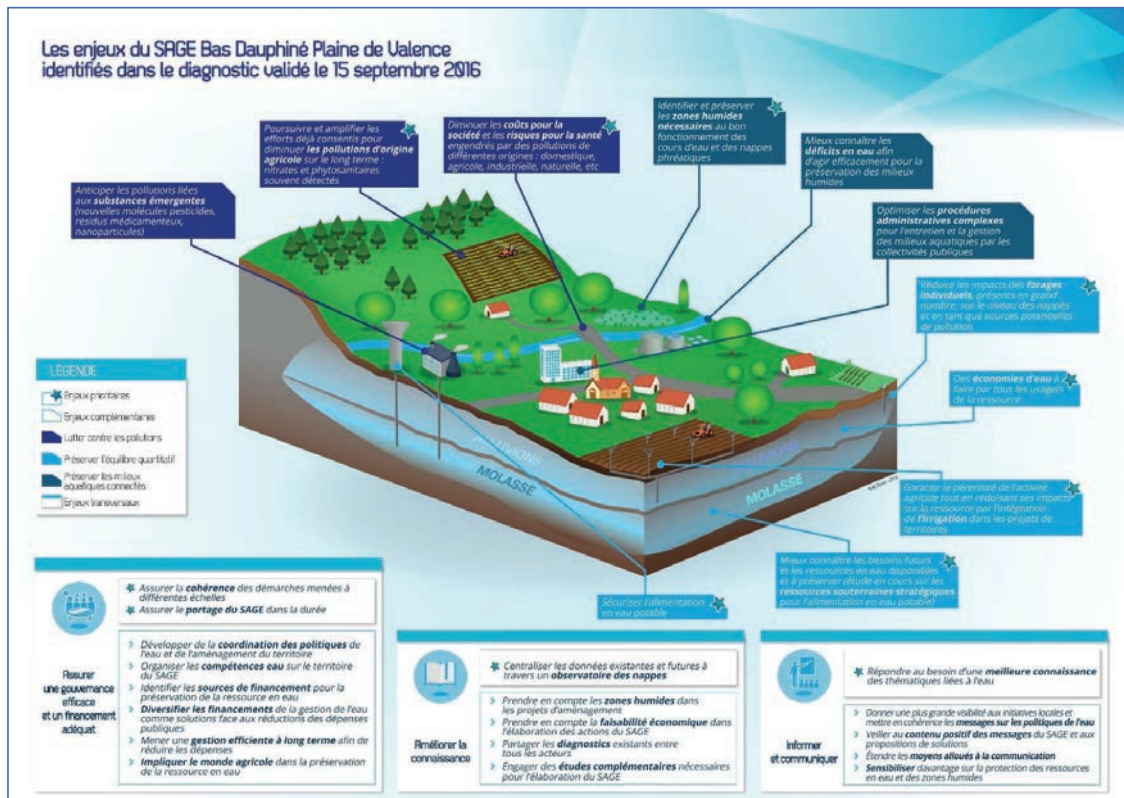 Les enjeux du SAGE Bas Dauphiné Plaine de Valence
identifiés dans le diagnostic validé le 15 septembre 2016
Poursuivre et amplifier les
efforts déjà consentis pour
diminuer les pollutions d'origine
agricole sur le long terme :
nitrates et phytosanitaires
souvent détectés
Diminuer les coûts pour la
société et les risques pour la santé
engendrés par des pollutions de
différentes origines : domestique,
agricole, industrielle, naturelle, etc
Identifier et préserver
les zones humides
nécessaires au bon
fonctionnement des
cours d'eau et des nappes
phréatiques
Mieux connaître les
déficits en eau afin
d'agir efficacement pour la
préservation des milieux
humides
Anticiper les pollutions liées
aux substances émergentes
(nouvelles molécules pesticides,
résidus médicamenteux,
nanoparticules)
Optimiser les procédures
administratives complexes
pour l'entretien et la gestion
des milieux aquatiques par les
collectivités publiques
Réduire les impacts des forages
individuels, présents en grand
nombre, sur le niveau des nappes
et en tant que sources potentielles
de pollution
Des économies d'eau à
faire par tous les usagers
de la ressource
Garantir la pérennité de l'activité
agricole tout en réduisant ses impacts
sur la ressource par l'intégration
de l'irrigation dans les projets de
territoires
Mieux connaître les besoins futurs
et les ressources en eau disponibles
et à préserver (étude en cours sur les
ressources souterraines stratégiques
pour l'alimentation en eau potable)
Sécuriser l'alimentation
en eau potable
ALLUVIONS
MOLASSE
MOLASSE
LÉGENDE
Enjeux prioritaires
Enjeux complémentaires
Lutter contre les pollutions
Préserver l'équilibre quantitatif
Préserver les milieux
aquatiques connectés
Enjeux transversaux
Assurer
une gouvernance
efficace
et un financement
adéquat
Assurer la cohérence des démarches menées à
différentes échelles
Assurer le portage du SAGE dans la durée
Développer de la coordination des politiques de
l'eau et de l'aménagement du territoire
Organiser les compétences eau sur le territoire
du SAGE
Identifier les sources de financement pour la
préservation de la ressource en eau
Diversifier les financements de la gestion de l'eau
comme solutions face aux réductions des dépenses
publiques
Mener une gestion efficiente à long terme afin de
réduire les dépenses
Impliquer le monde agricole dans la préservation
de la ressource en eau
Améliorer la
connaissance
Centraliser les données existantes et futures à
travers un observatoire des nappes
Prendre en compte les zones humides dans
les projets d'aménagement
Prendre en compte la faisabilité économique dans
l'élaboration des actions du SAGE
Partager les diagnostics existants entre
tous les acteurs
Engager des études complémentaires nécessaires
pour l'élaboration du SAGE
Informer
et communiquer
Répondre au besoin d'une meilleure connaissance
des thématiques liées à l'eau
Donner une plus grande visibilité aux initiatives locales et
mettre en cohérence les messages sur les politiques de l'eau
Veiller au contenu positif des messages du SAGE et aux
propositions de solutions
Étendre les moyens alloués à la communication
Sensibiliser davantage sur la protection des ressources
en eau et des zones humides